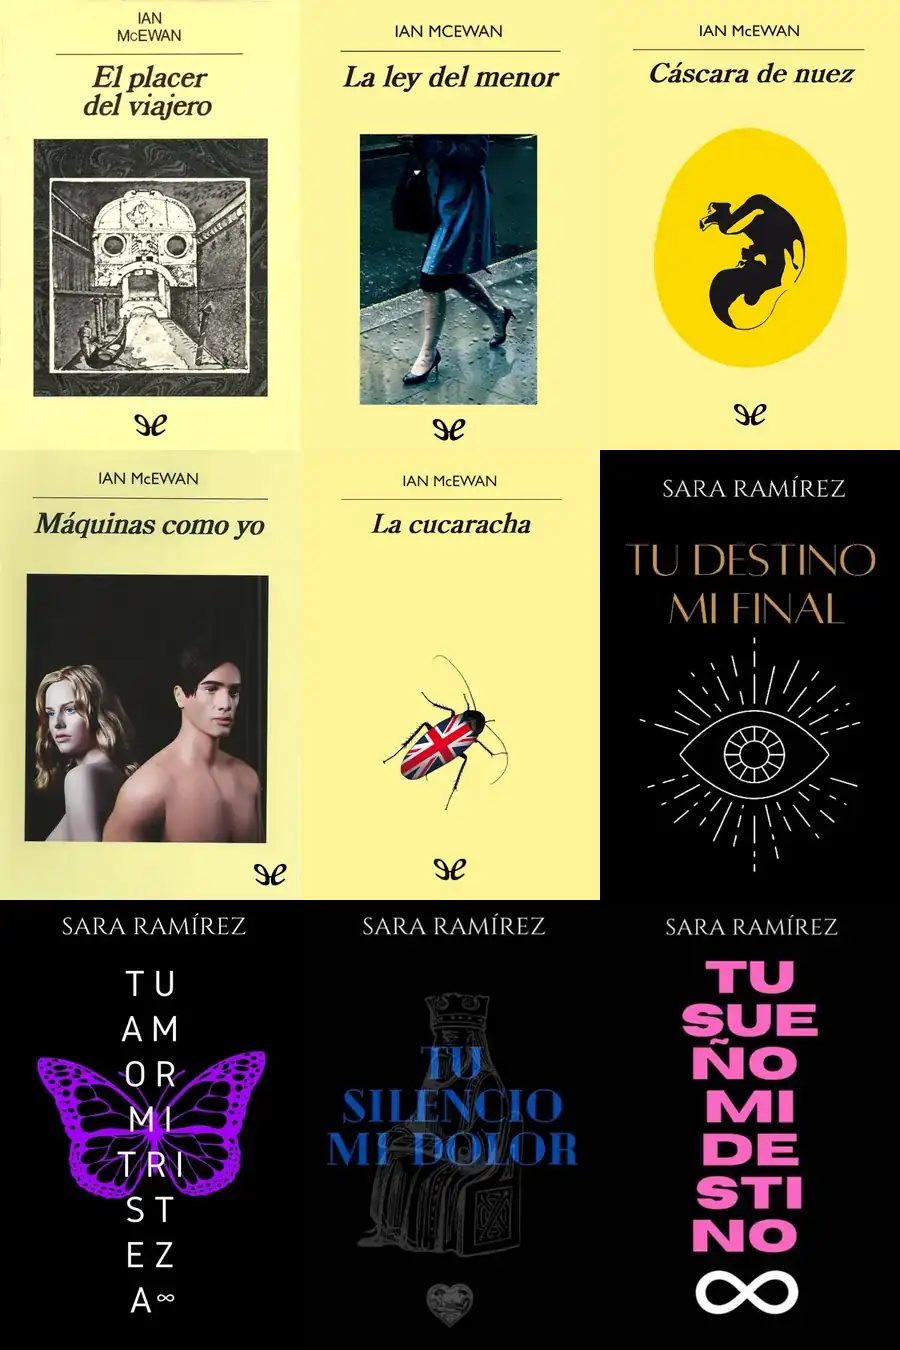 IAN
McEWAN
El placer
del viajero
IAN MCEWAN
La ley del menor
IAN McEWAN
Cáscara de nuez
IAN McEWAN
Máquinas como yo
IAN McEWAN
La cucaracha
SARA RAMÍREZ
TU DESTINO
MI FINAL
SARA RAMÍREZ
TU
AM
OR
MI
TRI
ST
EZ
A∞
SARA RAMÍREZ
TU
SILENCIO
MI DOLOR
SARA RAMÍREZ
TU
SUE
ÑO
MI
DE
STI
NO